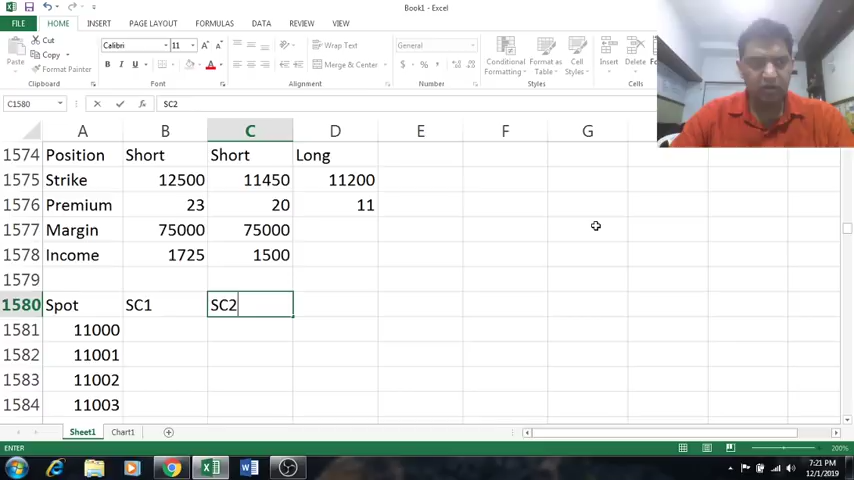 Book1 - Excel
FILE HOME INSERT PAGE LAYOUT FORMULAS DATA REVIEW VIEW
Cut
Copy
Format Painter
Paste
Clipboard
Calibri 11
B I U
Font
Wrap Text
Merge & Center
Alignment
General
$ % ,
Number
Conditional Formatting
Format as Table
Cell Styles
Styles
Insert
Delete
C1580 SC2
A B C D E F G
1574 Position Short Short Long
1575 Strike 12500 11450 11200
1576 Premium 23 20 11
1577 Margin 75000 75000
1578 Income 1725 1500
1579
1580 Spot SC1 SC2
1581 11000
1582 11001
1583 11002
1584 11003
Sheet1 Chart1
ENTER 200%
7:21 PM
12/1/2019